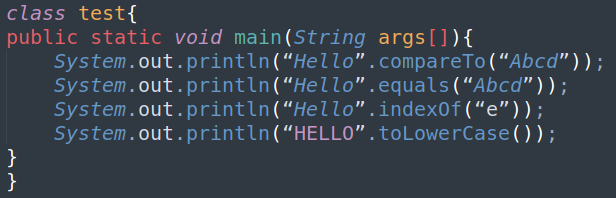 class test{
public static void main(String args[]){
    System.out.println(“Hello”.compareTo(“Abcd”));
    System.out.println(“Hello”.equals(“Abcd”));
    System.out.println(“Hello”.indexOf(“e”));
    System.out.println(“HELLO”.toLowerCase());
}
}